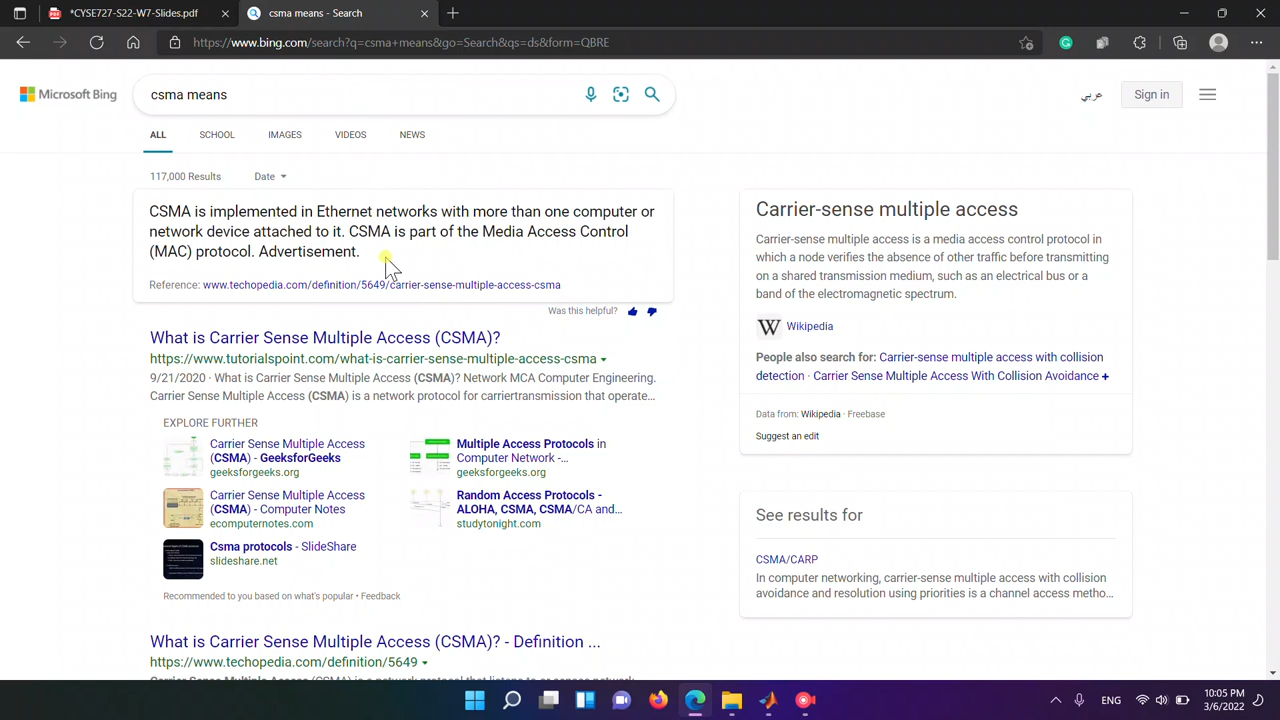 *CYSE727-S22-W7-Slides.pdf
csma means - Search
https://www.bing.com/search?q=csma+means&go=Search&qs=ds&form=QBRE
Microsoft Bing
csma means
عربي
Sign in
ALL
SCHOOL
IMAGES
VIDEOS
NEWS
117,000 Results
Date
CSMA is implemented in Ethernet networks with more than one computer or
network device attached to it. CSMA is part of the Media Access Control
(MAC) protocol. Advertisement.
Reference: www.techopedia.com/definition/5649/carrier-sense-multiple-access-csma
Was this helpful?
What is Carrier Sense Multiple Access (CSMA)?
https://www.tutorialspoint.com/what-is-carrier-sense-multiple-access-csma
9/21/2020 · What is Carrier Sense Multiple Access (CSMA)? Network MCA Computer Engineering.
Carrier Sense Multiple Access (CSMA) is a network protocol for carriertransmission that operate...
EXPLORE FURTHER
Carrier Sense Multiple Access
(CSMA) - GeeksforGeeks
geeksforgeeks.org
Multiple Access Protocols in
Computer Network -...
geeksforgeeks.org
Carrier Sense Multiple Access
(CSMA) - Computer Notes
ecomputernotes.com
Random Access Protocols -
ALOHA, CSMA, CSMA/CA and...
studytonight.com
Csma protocols - SlideShare
slideshare.net
Recommended to you based on what's popular • Feedback
What is Carrier Sense Multiple Access (CSMA)? - Definition ...
https://www.techopedia.com/definition/5649
Carrier-sense multiple access
Carrier-sense multiple access is a media access control protocol in
which a node verifies the absence of other traffic before transmitting
on a shared transmission medium, such as an electrical bus or a
band of the electromagnetic spectrum.
W Wikipedia
People also search for: Carrier-sense multiple access with collision
detection · Carrier Sense Multiple Access With Collision Avoidance +
Data from: Wikipedia · Freebase
Suggest an edit
See results for
CSMA/CARP
In computer networking, carrier-sense multiple access with collision
avoidance and resolution using priorities is a channel access metho...
ENG
10:05 PM
3/6/2022